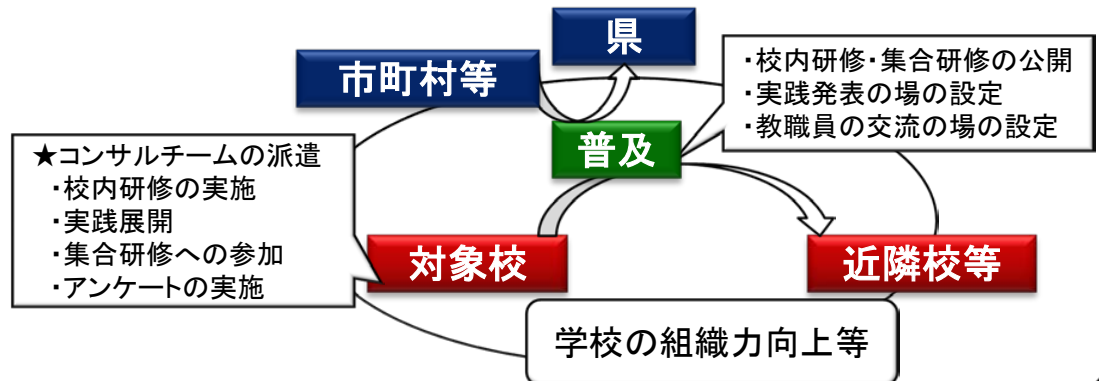 県
市町村等
・校内研修・集合研修の公開
・実践発表の場の設定
・教職員の交流の場の設定
普及
★コンサルチームの派遣
・校内研修の実施
・実践展開
・集合研修への参加
・アンケートの実施
対象校
近隣校等
学校の組織力向上等